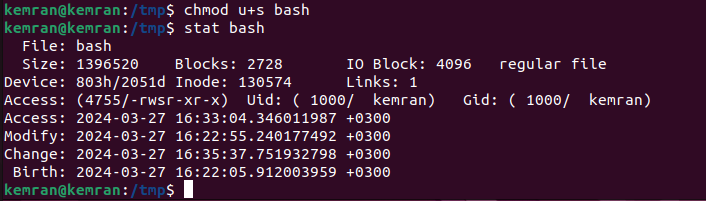 kemran@kemran:/tmp$ chmod u+s bash
kemran@kemran:/tmp$ stat bash
  File: bash
  Size: 1396520    Blocks: 2728       IO Block: 4096   regular file
Device: 803h/2051d Inode: 130574      Links: 1
Access: (4755/-rwsr-xr-x)  Uid: ( 1000/  kemran)   Gid: ( 1000/  kemran)
Access: 2024-03-27 16:33:04.346011987 +0300
Modify: 2024-03-27 16:22:55.240177492 +0300
Change: 2024-03-27 16:35:37.751932798 +0300
 Birth: 2024-03-27 16:22:05.912003959 +0300
kemran@kemran:/tmp$